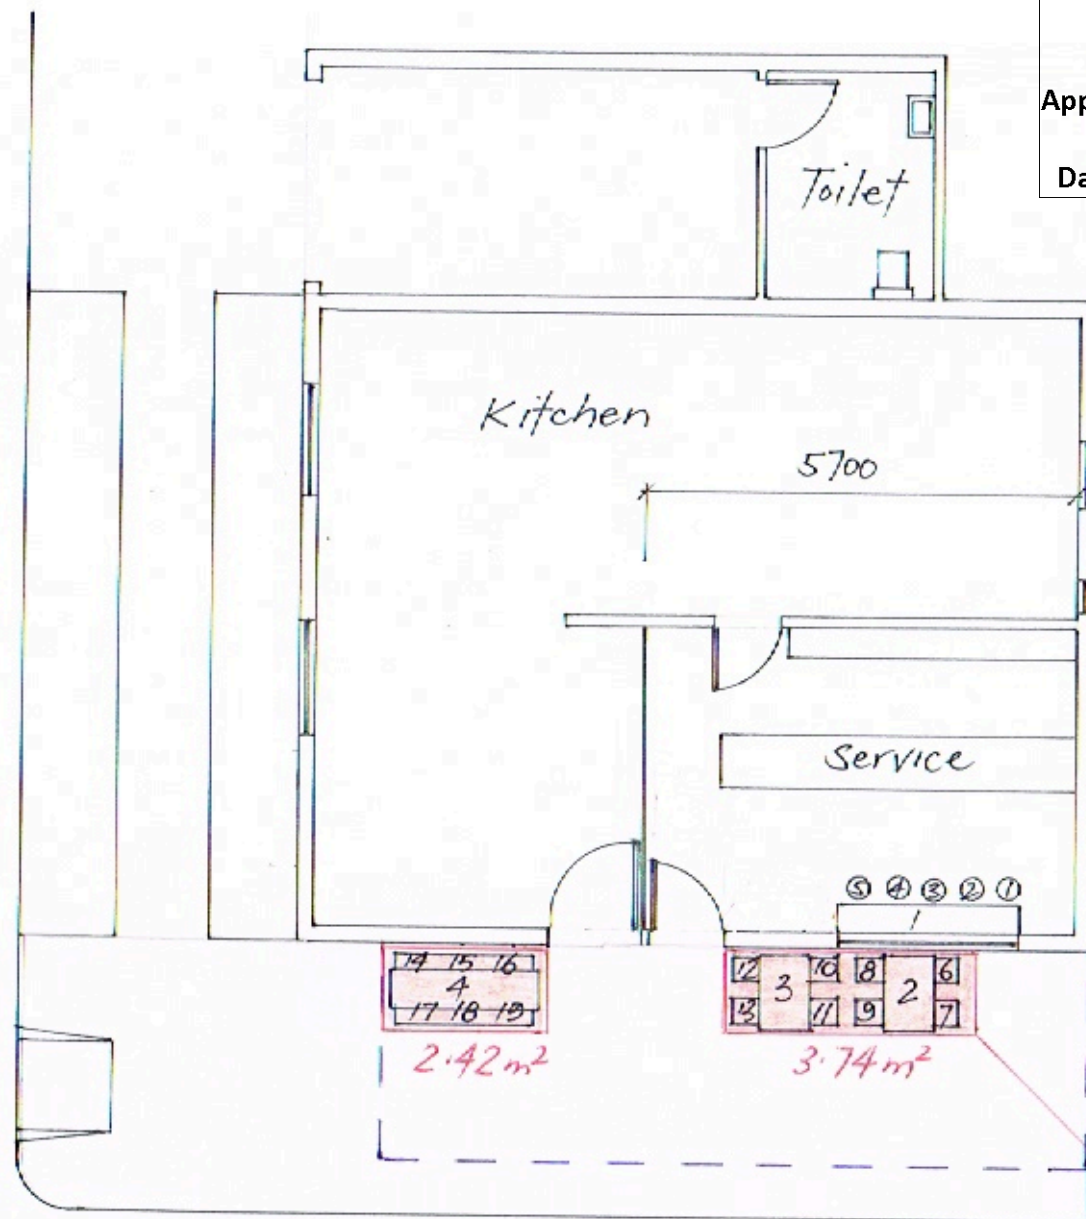 App
Da
Toilet
Kitchen
5700
Service
5 4 3 2 1
1
14 15 16
4
17 18 19
12 3 10 8 2 6
13 11 9 7
2.42m²
3.74m²